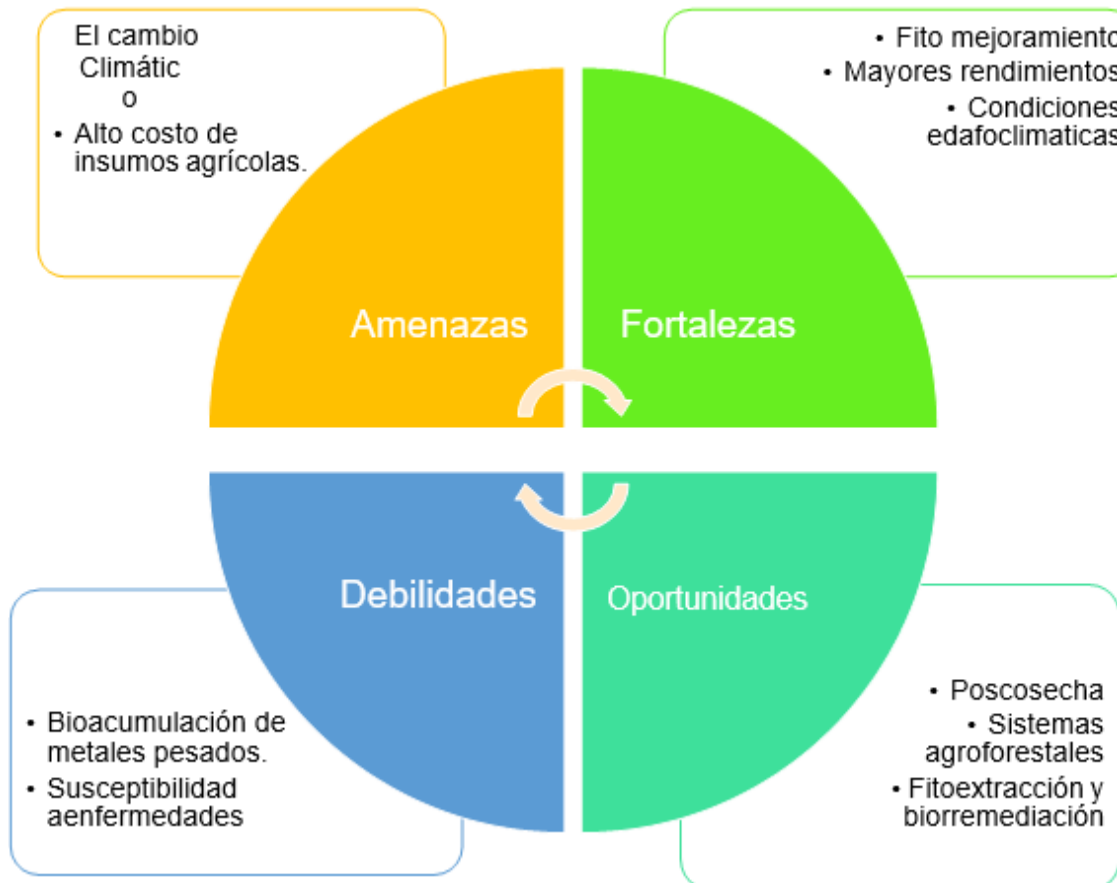 El cambio
Climátic
o
• Alto costo de
insumos agrícolas.
• Fito mejoramiento
• Mayores rendimientos
• Condiciones
edafoclimaticas
Amenazas
Fortalezas
Debilidades
Oportunidades
• Bioacumulación de
metales pesados.
• Susceptibilidad
aenfermedades
• Poscosecha
• Sistemas
agroforestales
• Fitoextracción y
biorremediación